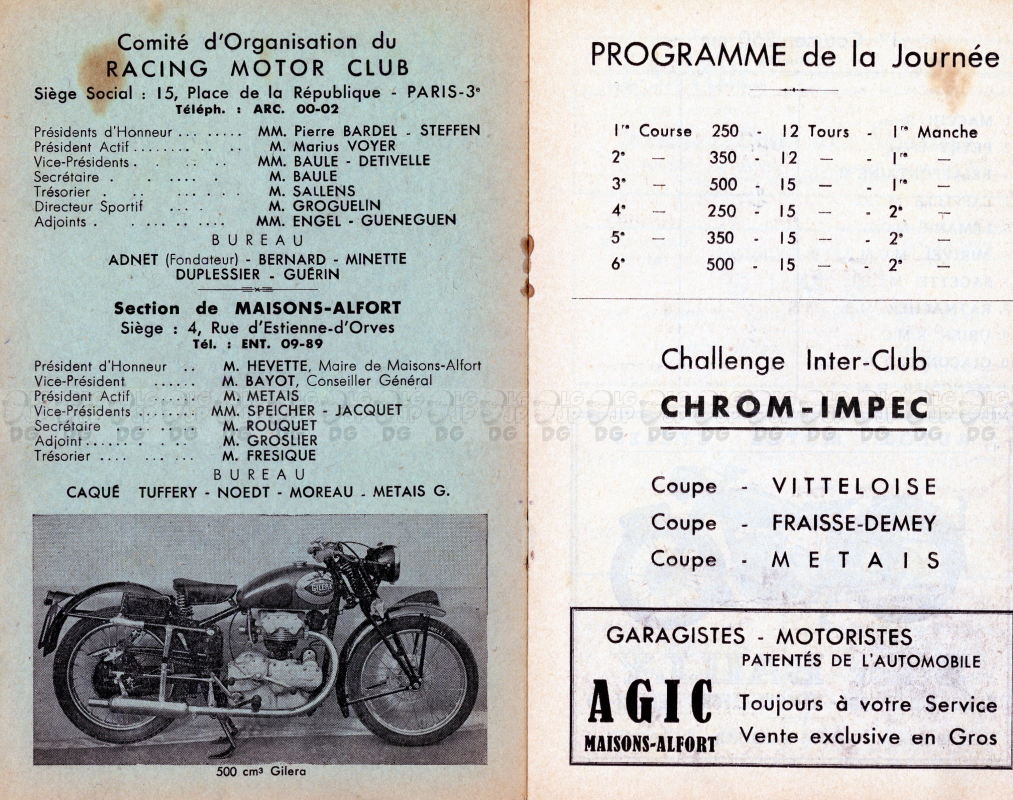 Comité d'Organisation du
RACING MOTOR CLUB
Siège Social : 15, Place de la République - PARIS-3e
Téléph. : ARC. 00-02
Présidents d'Honneur ... ..... MM. Pierre BARDEL - STEFFEN
Président Actif ........ .. .. M. Marius VOYER
Vice-Présidents . .. .. .. MM. BAULE - DETIVELLE
Secrétaire . . .. .... . M. BAULE
Trésorier . .. .. .... .. M. SALLENS
Directeur Sportif .. .. . M. GROGUELIN
Adjoints . . ... .. .... MM. ENGEL - GUENEGUEN
BUREAU
ADNET (Fondateur) - BERNARD - MINETTE
DUPLESSIER - GUÉRIN
Section de MAISONS-ALFORT
Siège : 4, Rue d'Estienne-d'Orves
Tél. : ENT. 09-89
Président d'Honneur .. .. M. HEVETTE, Maire de Maisons-Alfort
Vice-Président ...... M. BAYOT, Conseiller Général
Président Actif ....... M. METAIS
Vice-Présidents ........ MM. SPEICHER - JACQUET
Secrétaire .. .. .. M. ROUQUET
Adjoint....... .. ... M. GROSLIER
Trésorier .... ... ... M. FRESIQUE
BUREAU
CAQUÉ TUFFERY - NOEDT - MOREAU - METAIS G.
GILERA
500 cm³ Gilera
PROGRAMME de la Journée
1re Course 250 - 12 Tours - 1re Manche
2e — 350 - 12 — - 1re —
3e — 500 - 15 — - 1re —
4e — 250 - 15 — - 2e —
5e — 350 - 15 — - 2e —
6e — 500 - 15 — - 2e —
Challenge Inter-Club
CHROM-IMPEC
Coupe - VITTELOISE
Coupe - FRAISSE-DEMEY
Coupe - METAIS
GARAGISTES - MOTORISTES
PATENTÉS DE L'AUTOMOBILE
AGIC
MAISONS-ALFORT
Toujours à votre Service
Vente exclusive en Gros